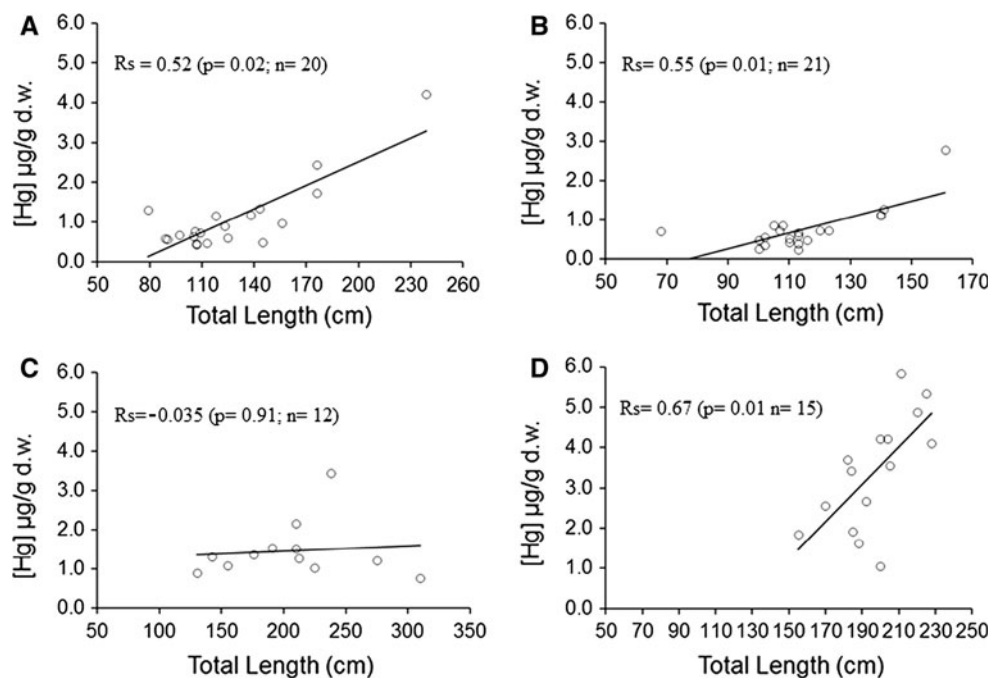 A
6.0
5.0
4.0
3.0
2.0
1.0
0.0
[Hg] µg/g d.w.
Rs = 0.52 (p= 0.02; n= 20)
50 80 110 140 170 200 230 260
Total Length (cm)
B
6.0
5.0
4.0
3.0
2.0
1.0
0.0
[Hg] µg/g d.w.
Rs= 0.55 (p= 0.01; n= 21)
50 70 90 110 130 150 170
Total Length (cm)
C
6.0
5.0
4.0
3.0
2.0
1.0
0.0
[Hg] µg/g d.w.
Rs=-0.035 (p= 0.91; n= 12)
50 100 150 200 250 300 350
Total Length (cm)
D
6.0
5.0
4.0
3.0
2.0
1.0
0.0
[Hg] µg/g d.w.
Rs= 0.67 (p= 0.01 n= 15)
50 70 90 110 130 150 170 190 210 230 250
Total Length (cm)